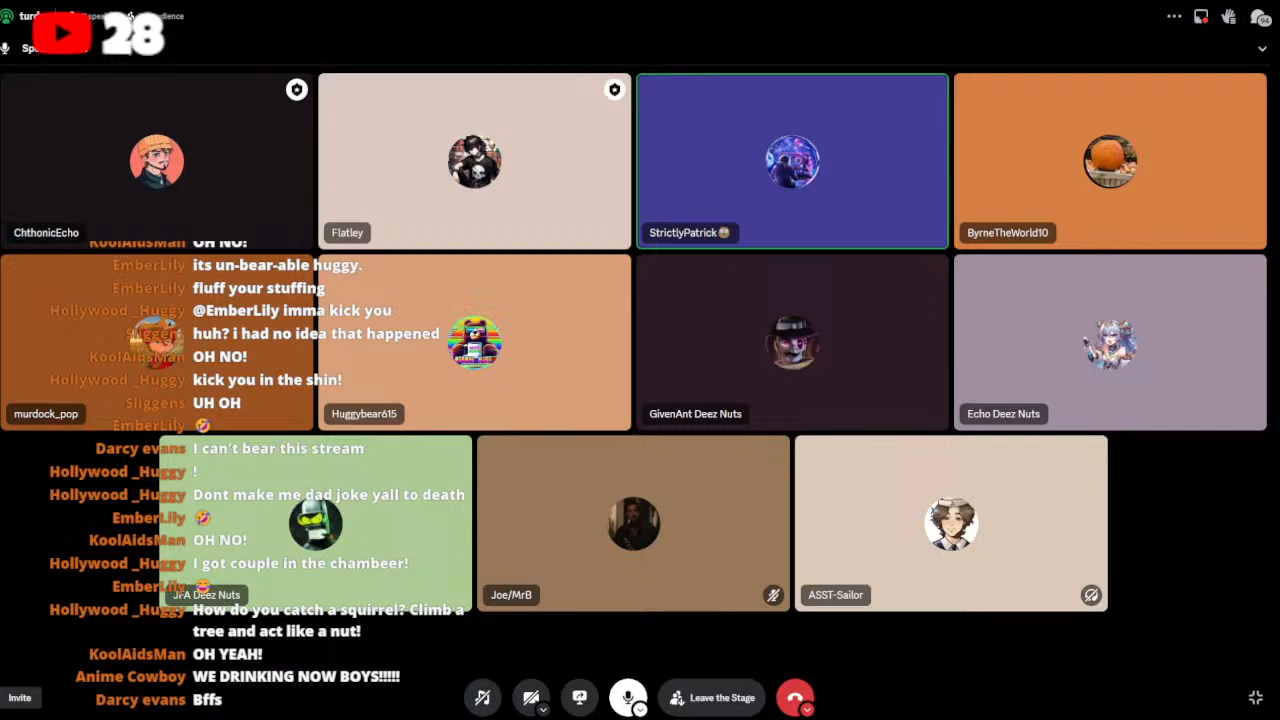 28
94
ChthonicEcho
Flatley
StrictlyPatrick
ByrneTheWorld10
KoolAidsMan OH NO!
EmberLily its un-bear-able huggy.
EmberLily fluff your stuffing
Hollywood _Huggy @EmberLily imma kick you
Sliggens huh? i had no idea that happened
KoolAidsMan OH NO!
Hollywood _Huggy kick you in the shin!
Sliggens UH OH
murdock_pop
Huggybear615
GivenAnt Deez Nuts
Echo Deez Nuts
EmberLily 🤣
Darcy evans I can't bear this stream
Hollywood _Huggy !
Hollywood _Huggy Dont make me dad joke yall to death
EmberLily 🤣
KoolAidsMan OH NO!
Hollywood _Huggy I got couple in the chambeer!
EmberLily
Deez Nuts
Joe/MrB
ASST-Sailor
Hollywood _Huggy How do you catch a squirrel? Climb a
tree and act like a nut!
KoolAidsMan OH YEAH!
Anime Cowboy WE DRINKING NOW BOYS!!!!!
Darcy evans Bffs
Invite
Leave the Stage